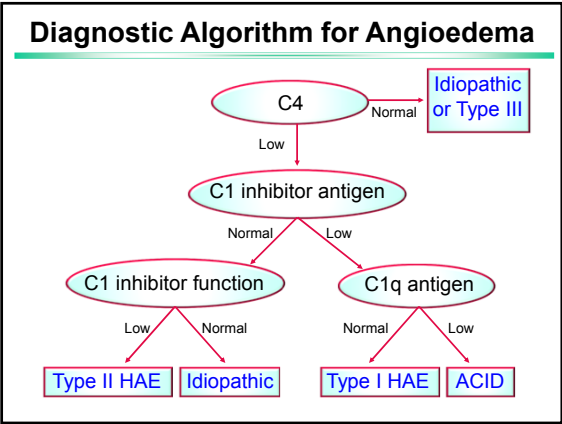 Diagnostic Algorithm for Angioedema
C4
Normal
Idiopathic
or Type III
Low
C1 inhibitor antigen
Normal
Low
C1 inhibitor function
C1q antigen
Low
Normal
Normal
Low
Type II HAE
Idiopathic
Type I HAE
ACID